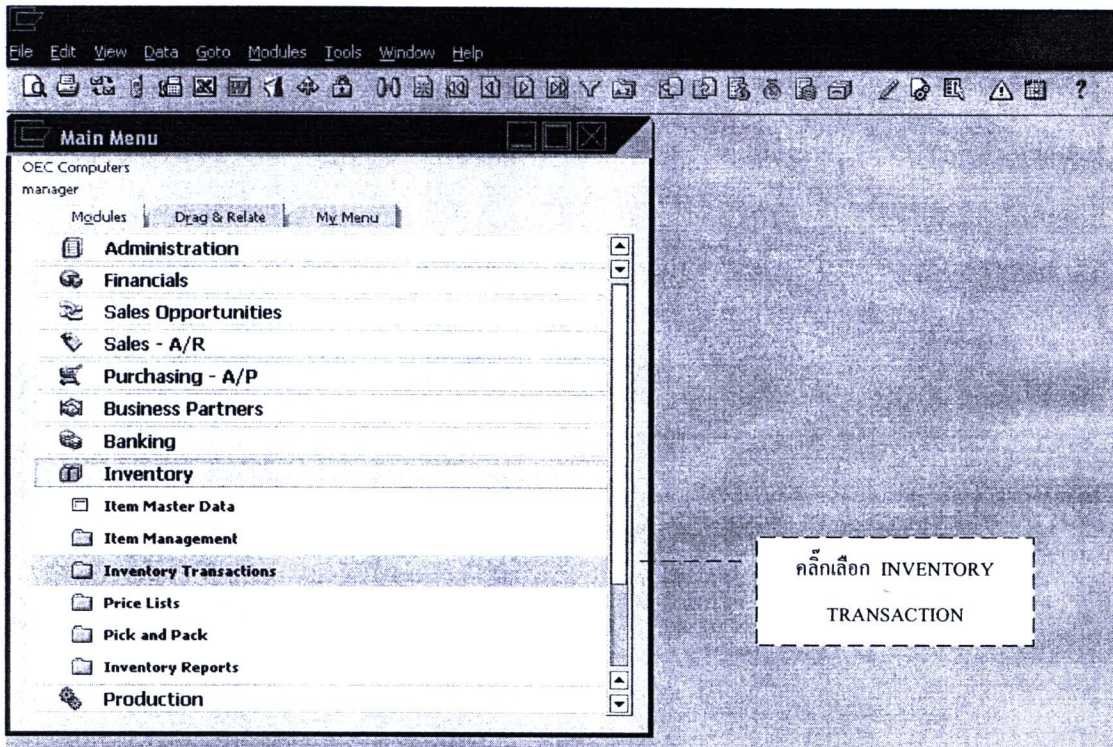 File Edit View Data Goto Modules Tools Window Help
Main Menu
OEC Computers
manager
Modules Drag & Relate My Menu
Administration
Financials
Sales Opportunities
Sales - A/R
Purchasing - A/P
Business Partners
Banking
Inventory
Item Master Data
Item Management
Inventory Transactions
Price Lists
Pick and Pack
Inventory Reports
Production
คลิ๊กเลือก INVENTORY
TRANSACTION